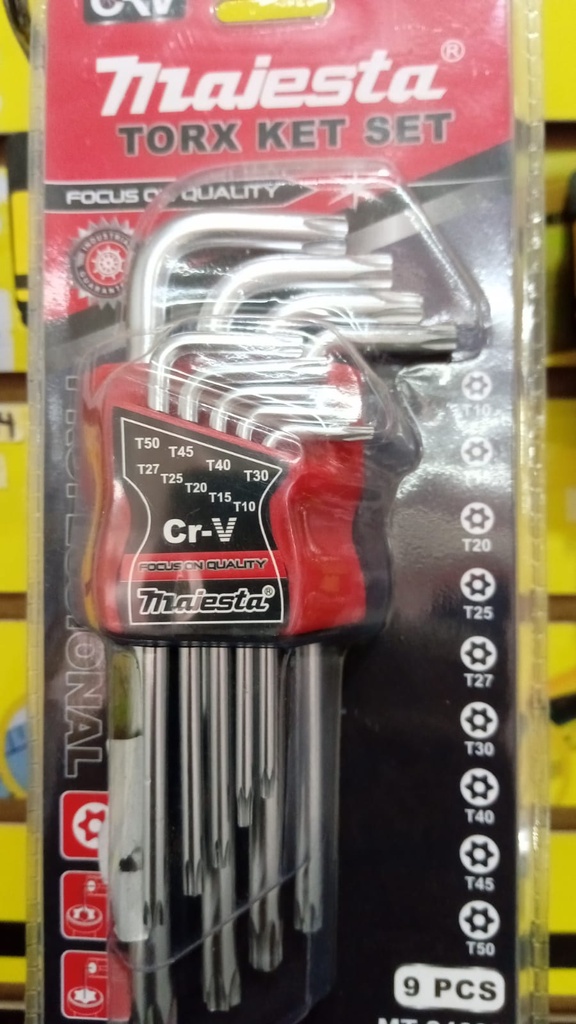 CRV
majesta®
TORX KET SET
FOCUS ON QUALITY
INDUSTRIAL
T10
T50 T45 T40 T30
T27 T25 T20 T15 T10
Cr-V
FOCUS ON QUALITY
majesta®
T20
T25
T27
T30
T40
T45
T50
9 PCS